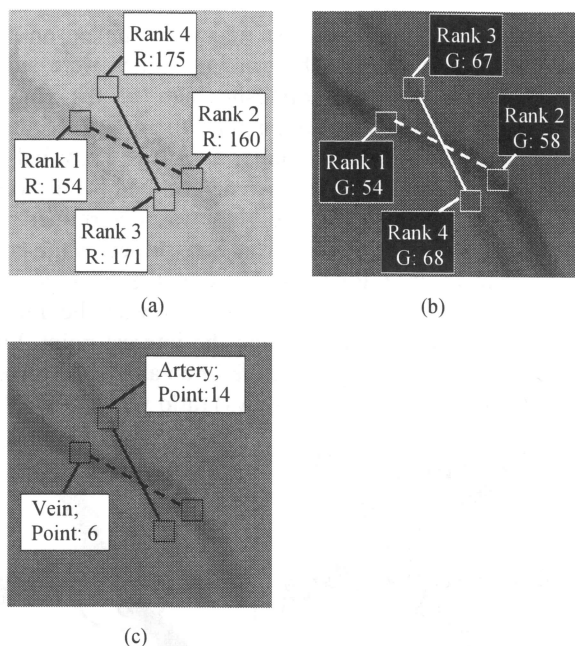 Rank 4
R:175
Rank 2
R: 160
Rank 1
R: 154
Rank 3
R: 171
(a)
Rank 3
G: 67
Rank 2
G: 58
Rank 1
G: 54
Rank 4
G: 68
(b)
Artery;
Point:14
Vein;
Point: 6
(c)